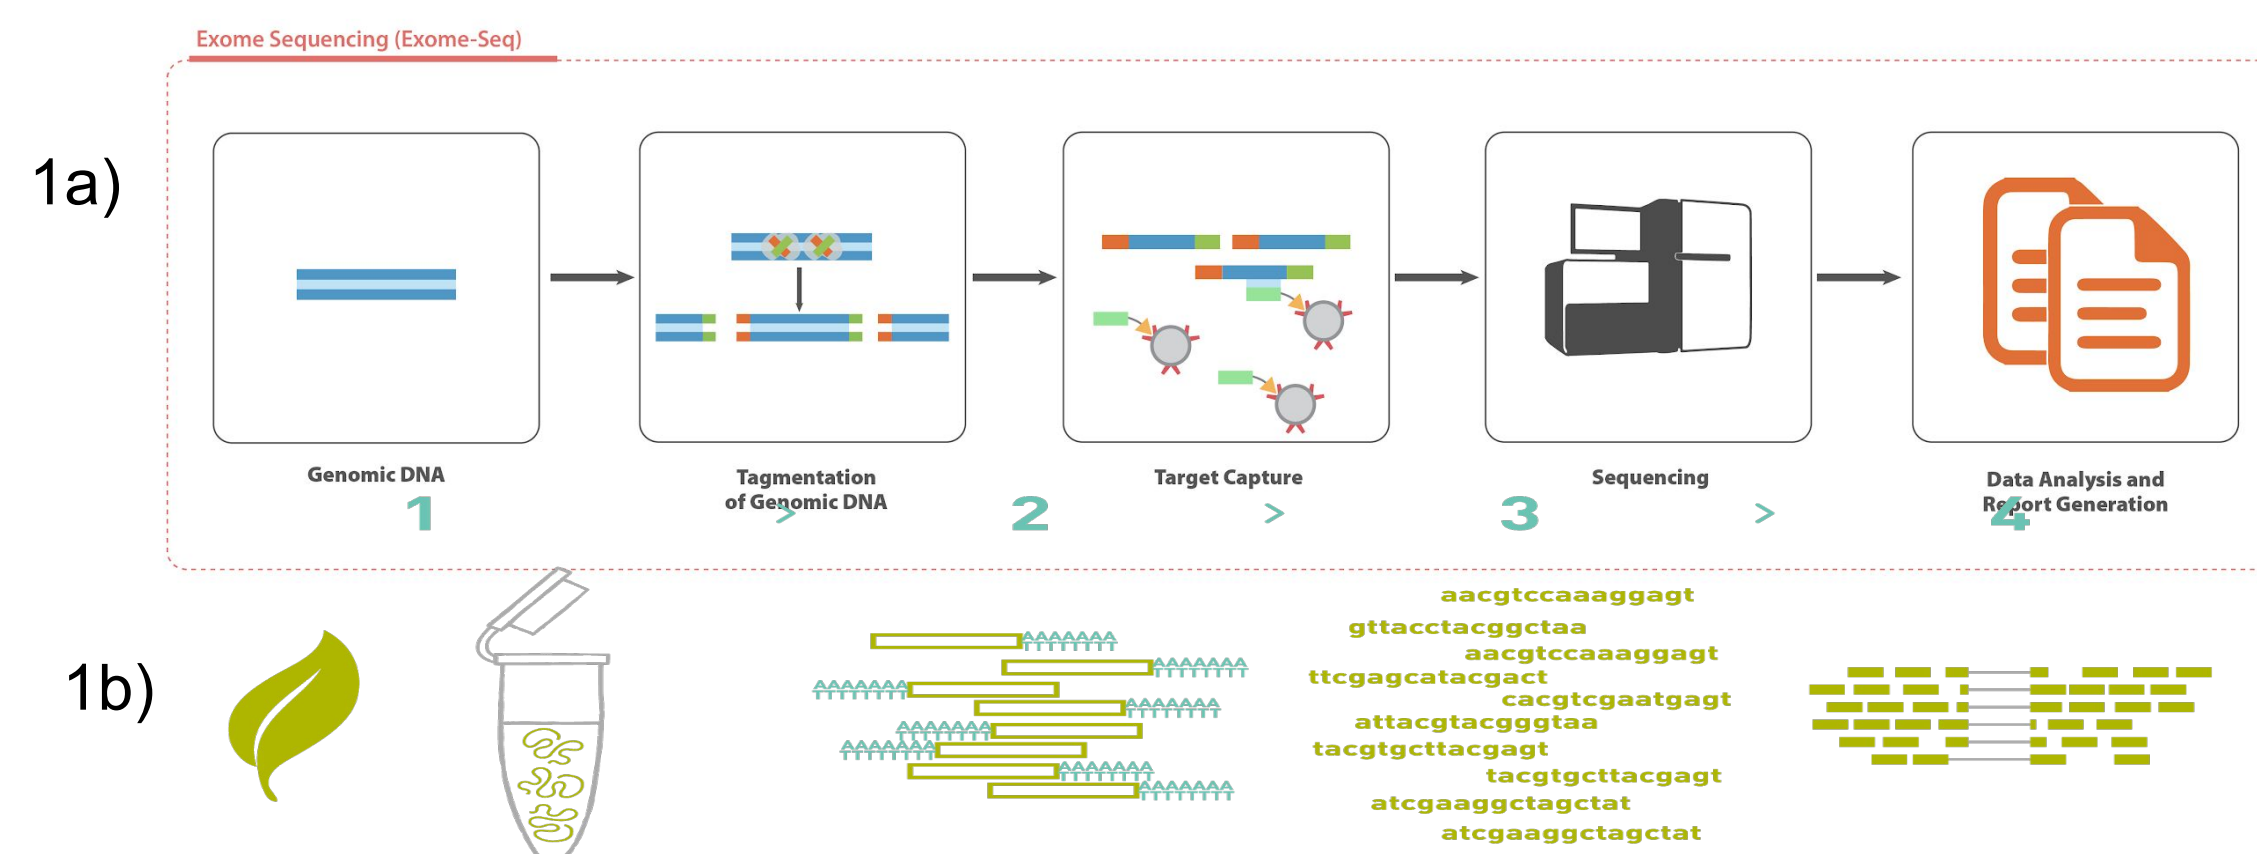 Exome Sequencing (Exome-Seq)
1a)
Genomic DNA
Tagmentation
of Genomic DNA
Target Capture
Sequencing
Data Analysis and
Report Generation
1 > 2 > 3 > 4
1b)
AAAAAAA
AAAAAAA
AAAAAAA
AAAAAAA
AAAAAAA
AAAAAAA
AAAAAAA
AAAAAAA
aacgtccaaaggagt
gttacctacggctaa
aacgtccaaaggagt
ttcgagcatacgact
cacgtcgaatgagt
attacgtacgggtaa
tacgtgcttacgagt
tacgtgcttacgagt
atcgaaggctagctat
atcgaaggctagctat